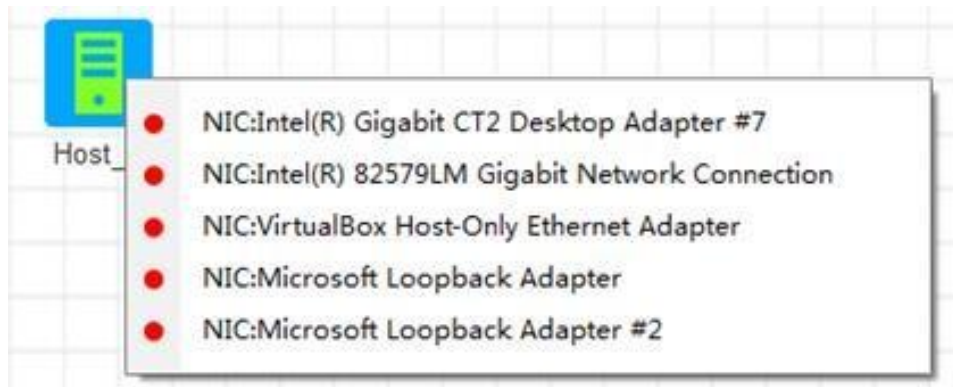 NIC:Intel(R) Gigabit CT2 Desktop Adapter #7
Host_
NIC:Intel(R) 82579LM Gigabit Network Connection
NIC:VirtualBox Host-Only Ethernet Adapter
NIC:Microsoft Loopback Adapter
NIC:Microsoft Loopback Adapter #2